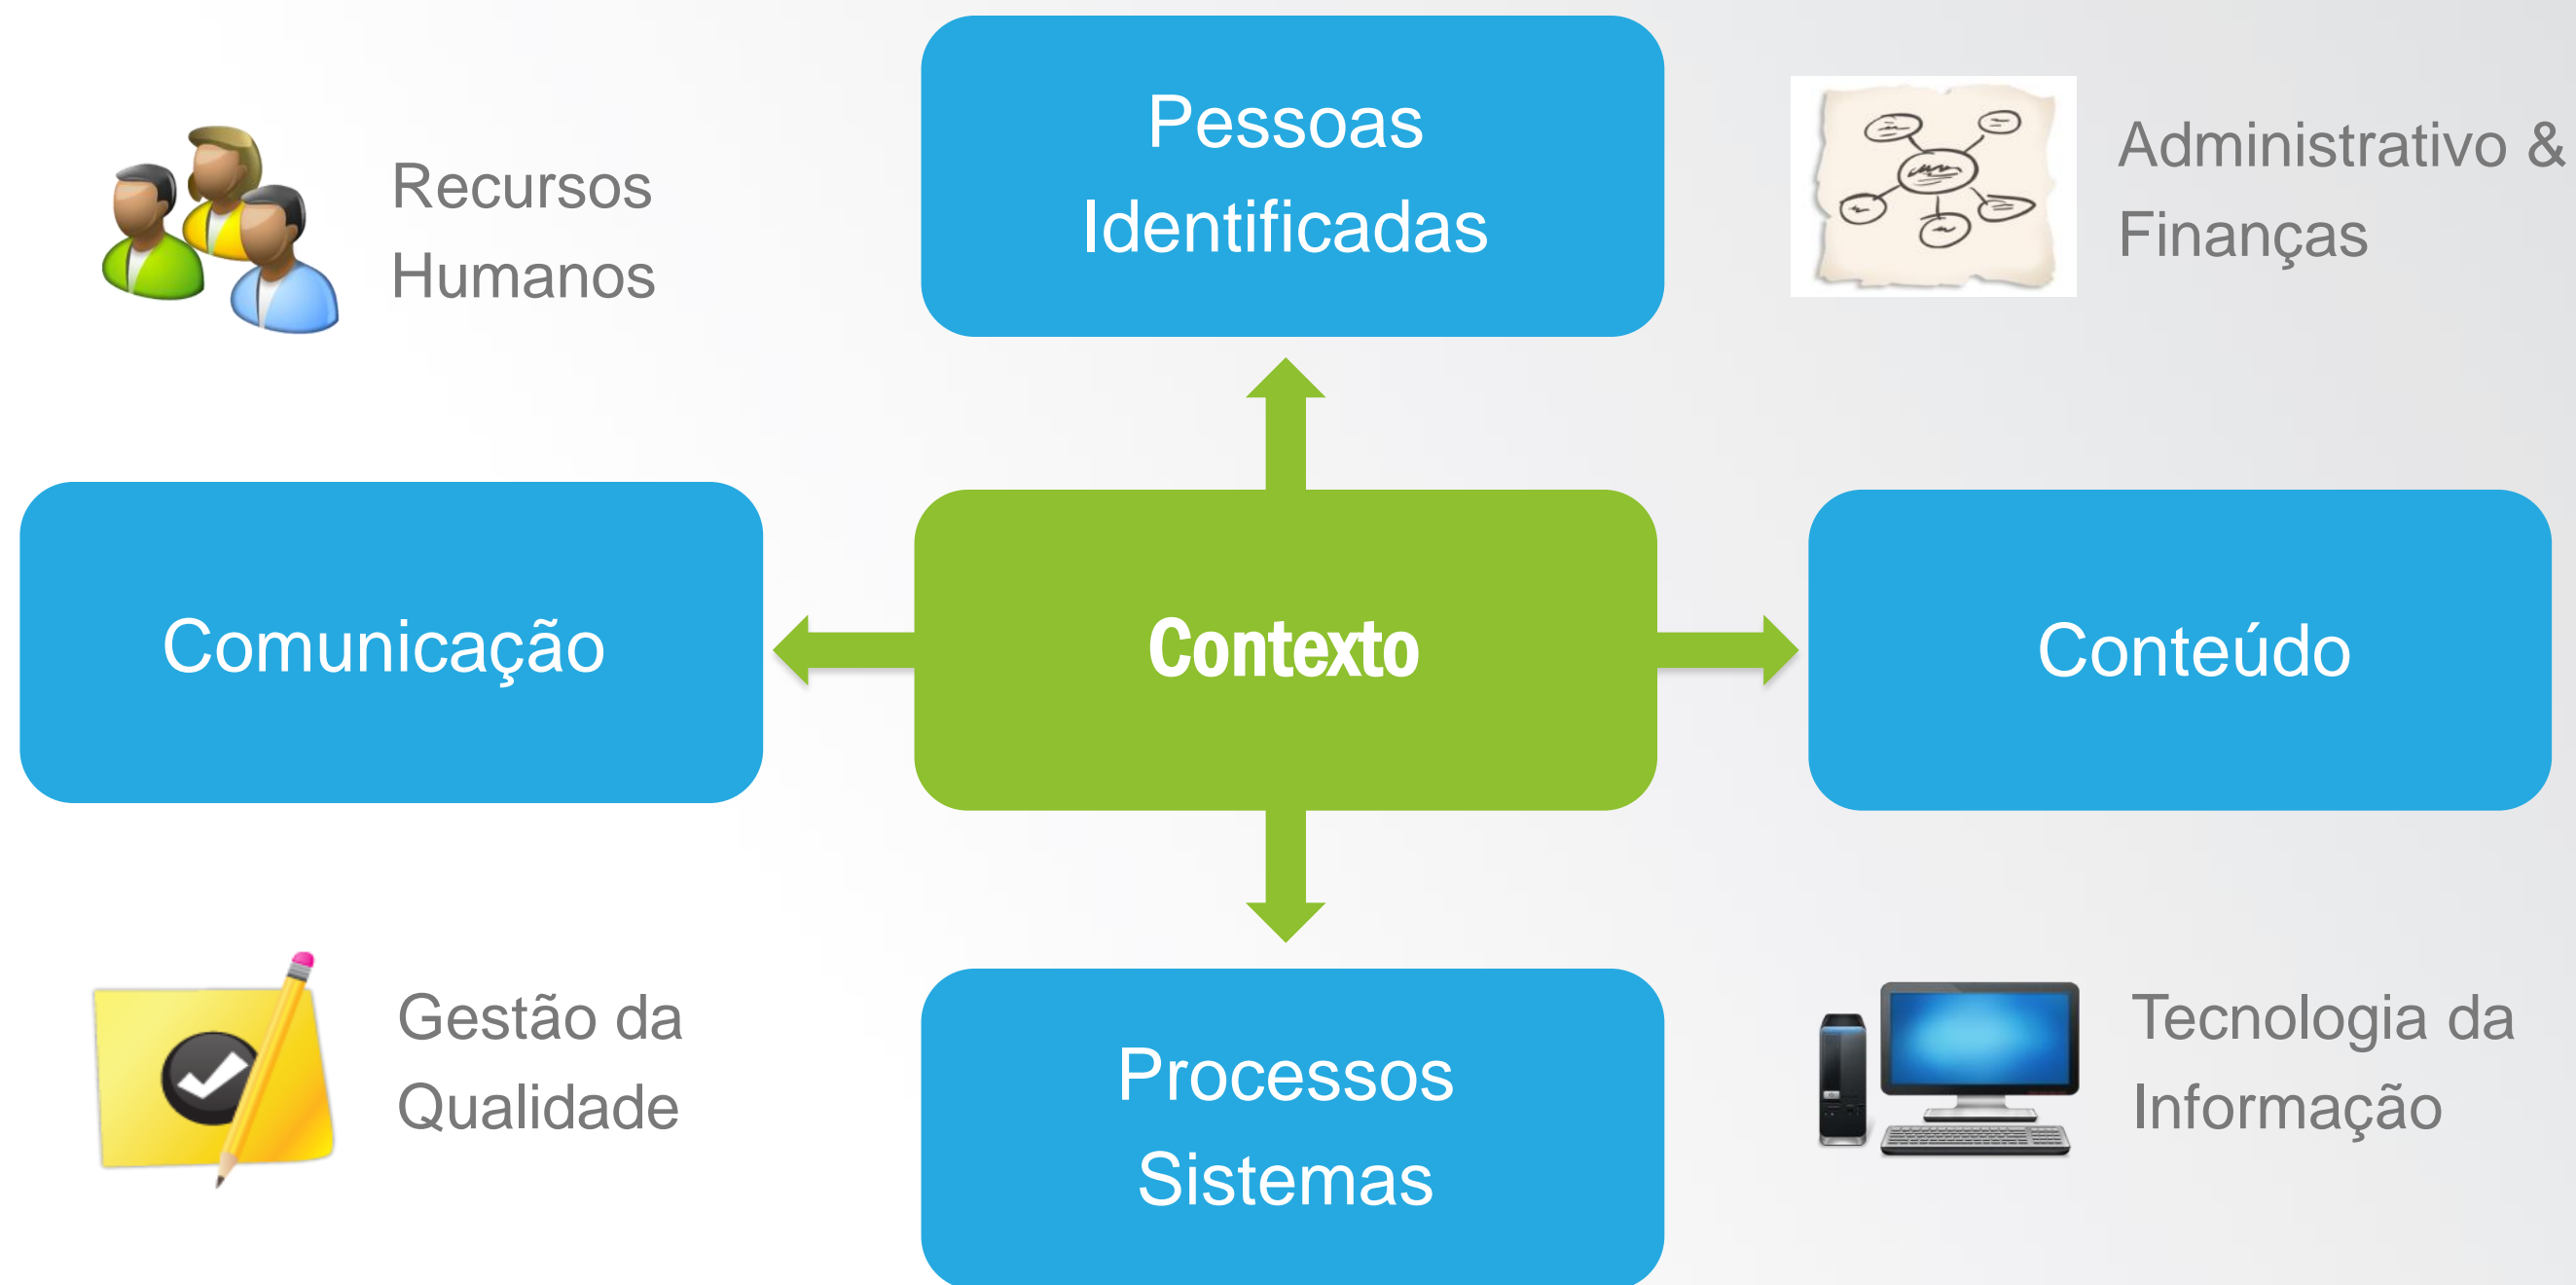 Recursos
Humanos
Pessoas
Identificadas
Administrativo &
Finanças
Comunicação
Contexto
Conteúdo
Gestão da
Qualidade
Processos
Sistemas
Tecnologia da
Informação